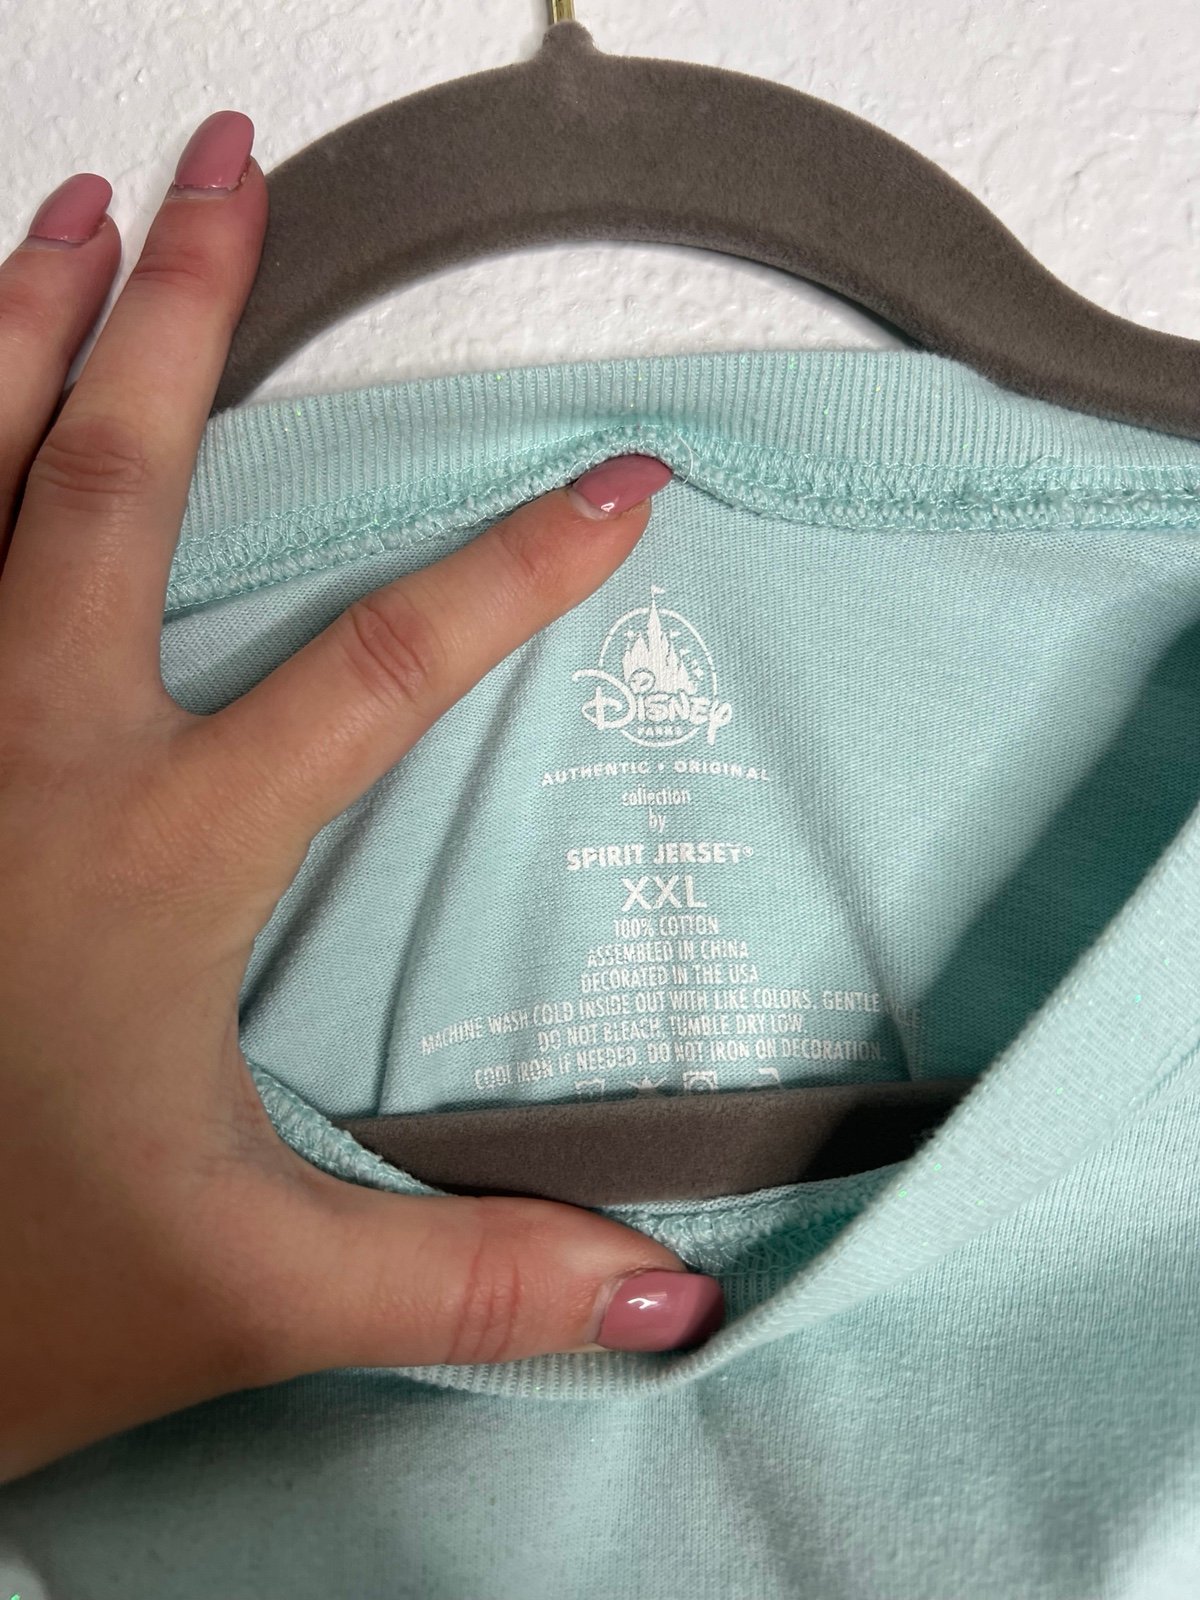 DISNEY
PARKS
AUTHENTIC • ORIGINAL
collection
by
SPIRIT JERSEY®
XXL
100% COTTON
ASSEMBLED IN CHINA
DECORATED IN THE USA
MACHINE WASH COLD INSIDE OUT WITH LIKE COLORS. GENTLE
DO NOT BLEACH. TUMBLE DRY LOW.
COOL IRON IF NEEDED. DO NOT IRON ON DECORATION.